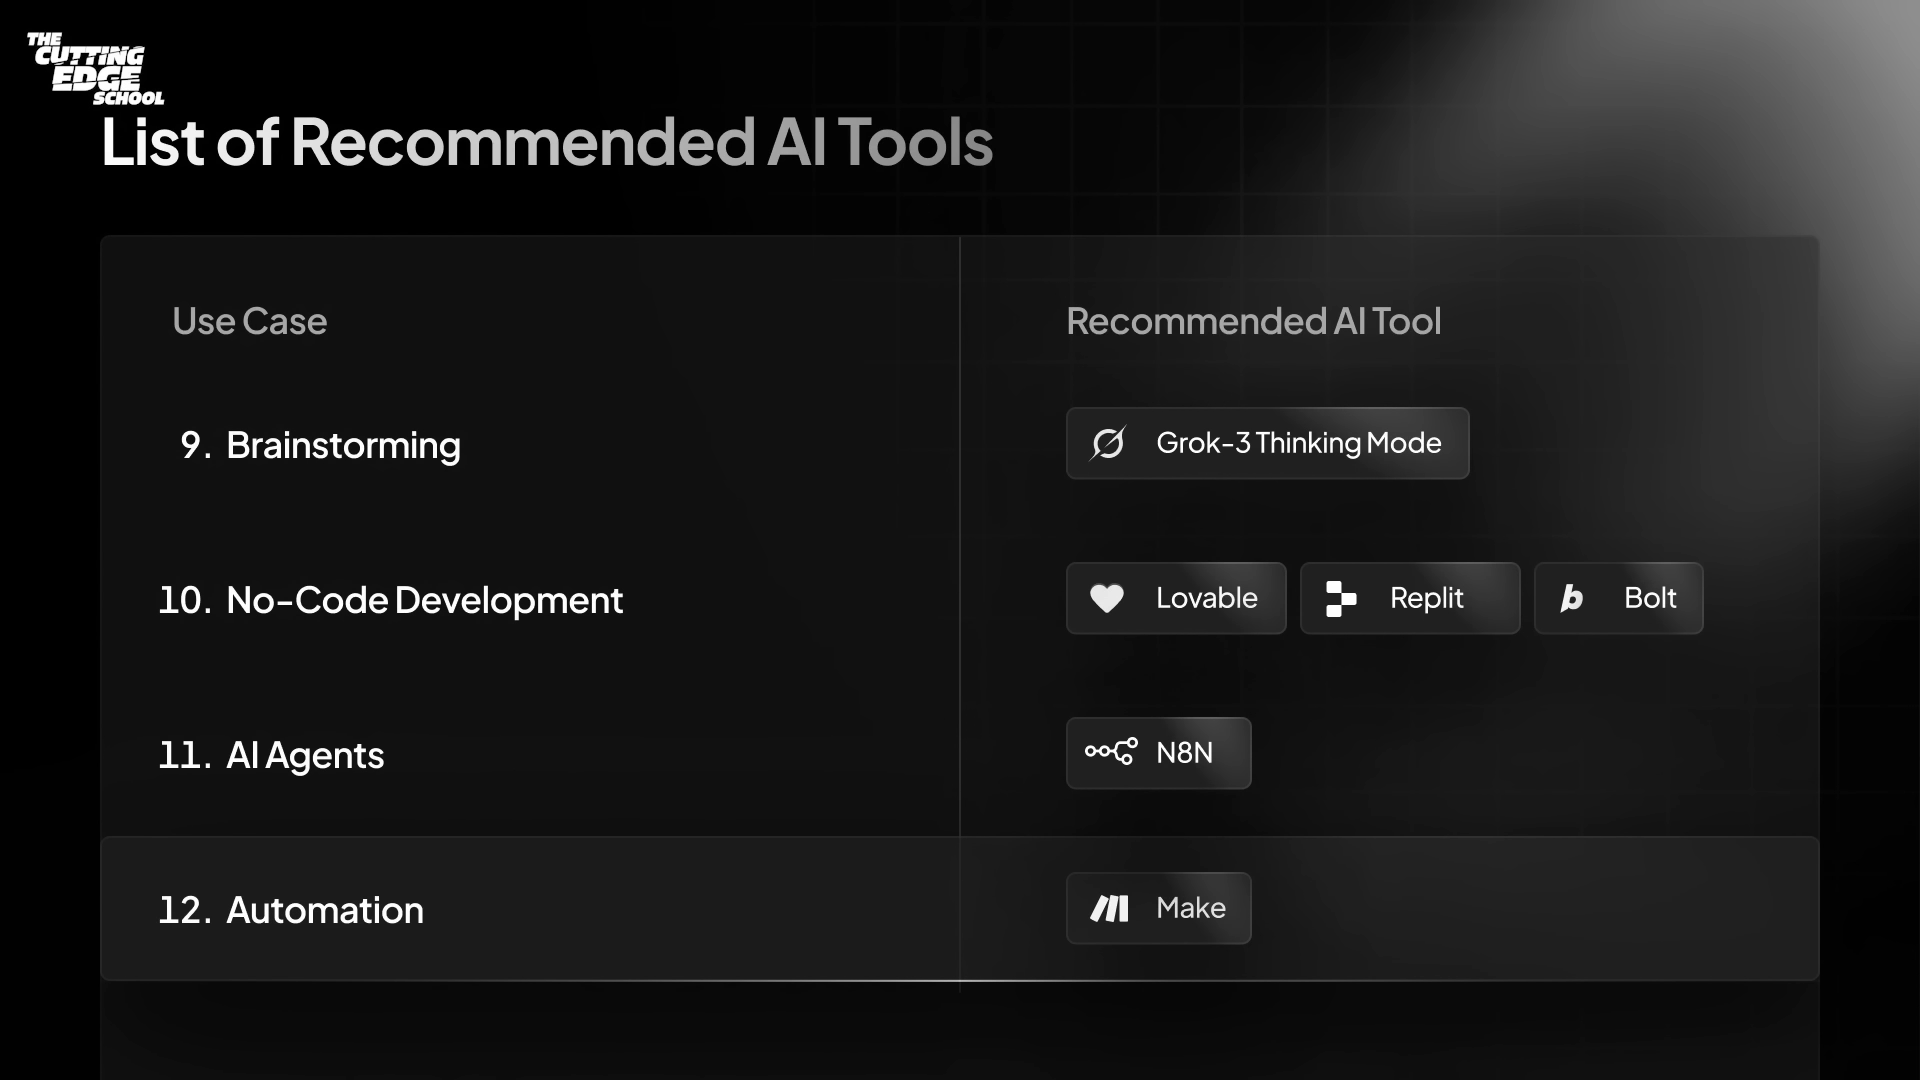 THE
CUTTING
EDGE
SCHOOL
List of Recommended AI Tools
Use Case
Recommended AI Tool
9. Brainstorming
Grok-3 Thinking Mode
10. No-Code Development
Lovable
Replit
Bolt
11. AI Agents
N8N
12. Automation
Make